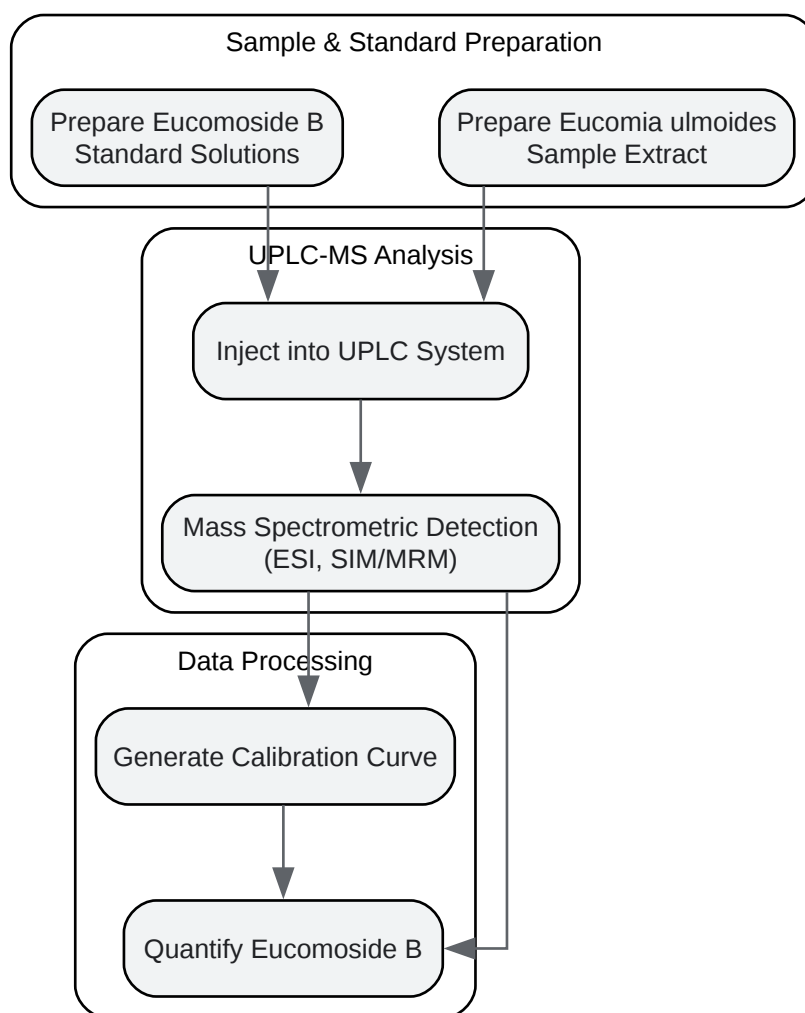 Sample & Standard Preparation
Prepare Eucomoside B
Standard Solutions
Prepare Eucomia ulmoides
Sample Extract
UPLC-MS Analysis
Inject into UPLC System
Mass Spectrometric Detection
(ESI, SIM/MRM)
Data Processing
Generate Calibration Curve
Quantify Eucomoside B